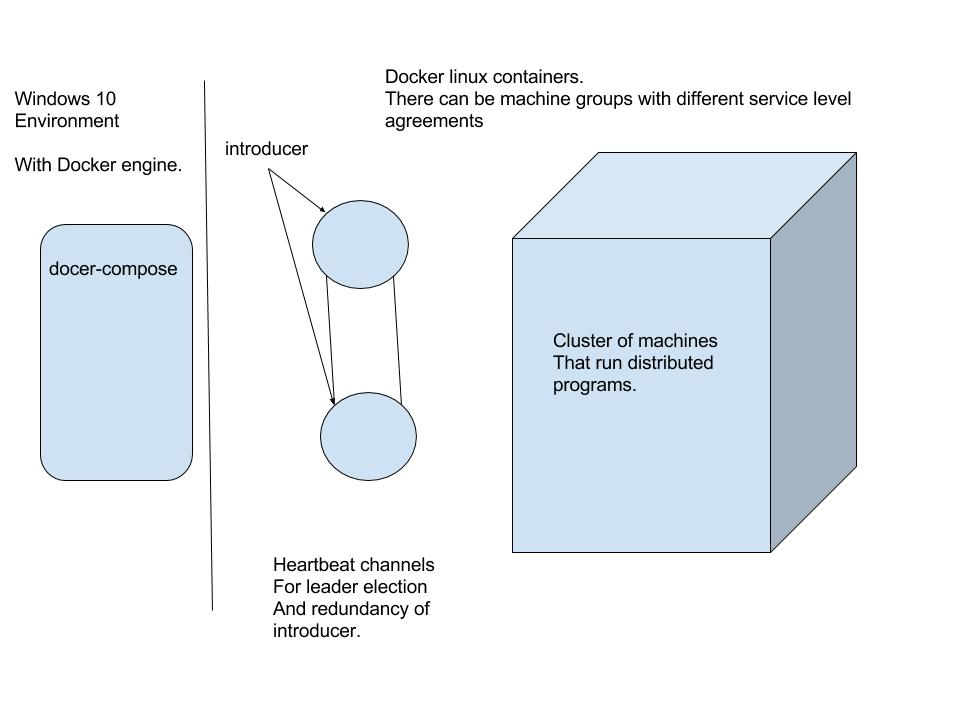 Windows 10
Environment
With Docker engine.
docer-compose
introducer
Docker linux containers.
There can be machine groups with different service level
agreements
Cluster of machines
That run distributed
programs.
Heartbeat channels
For leader election
And redundancy of
introducer.